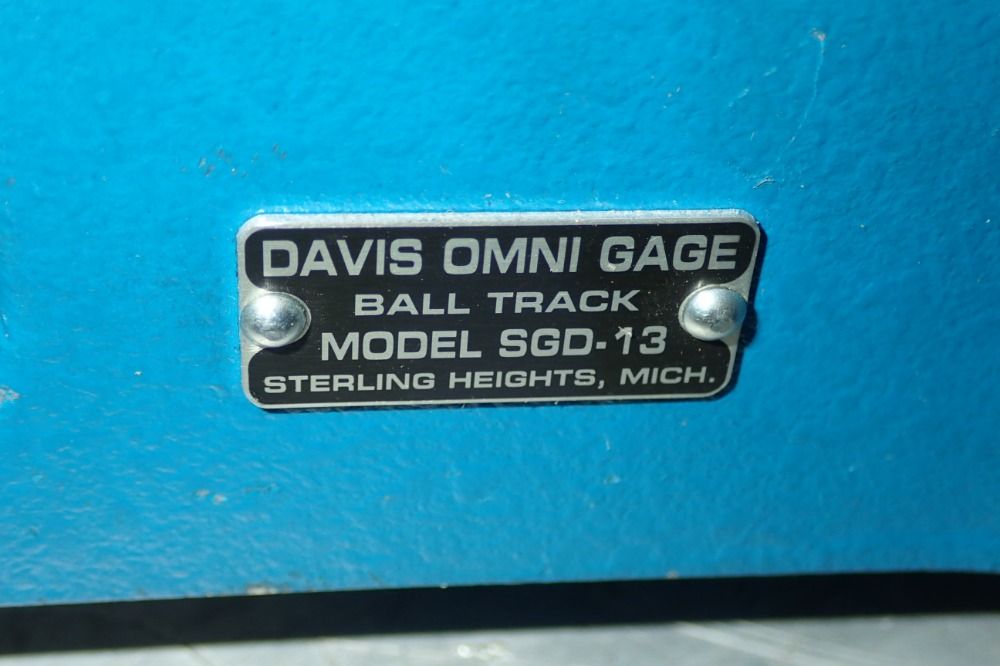 DAVIS OMNI GAGE
BALL TRACK
MODEL SGD-13
STERLING HEIGHTS, MICH.